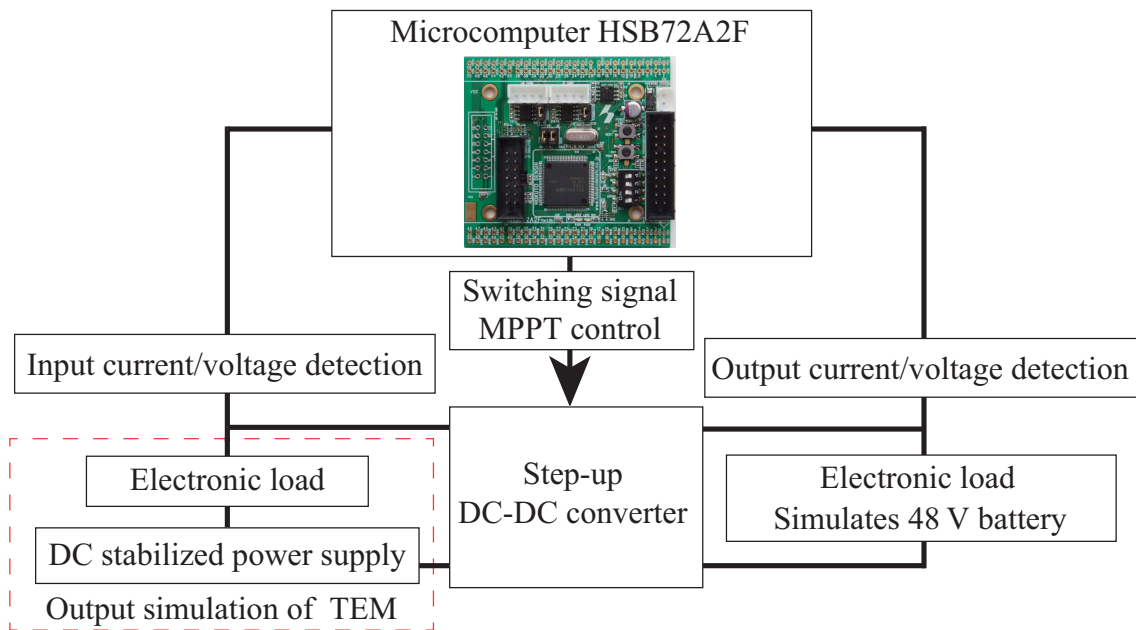 Microcomputer HSB72A2F
Switching signal
MPPT control
Input current/voltage detection
Output current/voltage detection
Electronic load
DC stabilized power supply
Output simulation of TEM
Step-up
DC-DC converter
Electronic load
Simulates 48 V battery